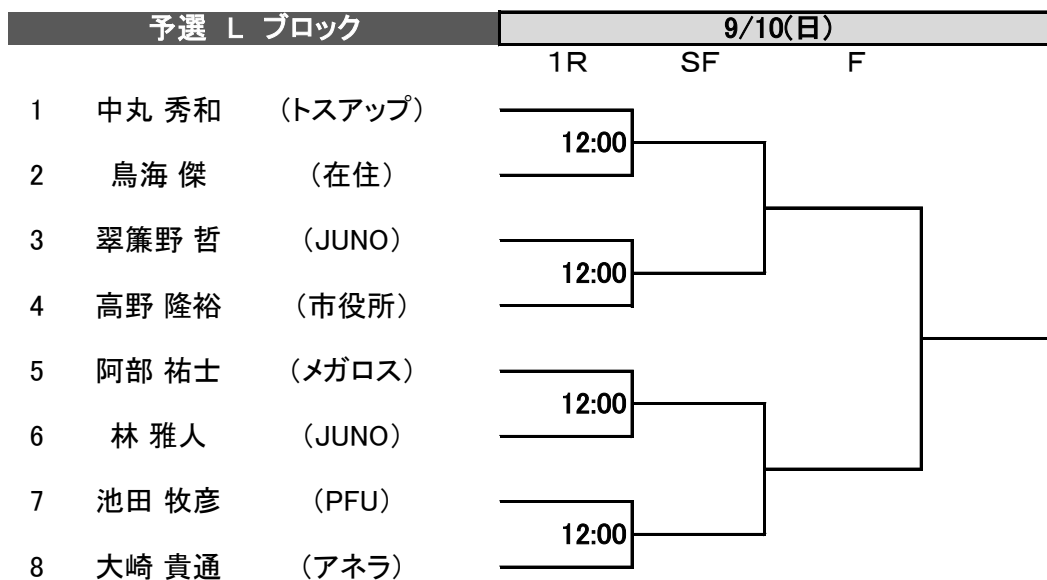 予選 L ブロック 9/10(日)
1R SF F
1 中丸 秀和 （トスアップ）
12:00
2 鳥海 傑 （在住）
3 翠簾野 哲 （JUNO）
12:00
4 高野 隆裕 （市役所）
5 阿部 祐士 （メガロス）
12:00
6 林 雅人 （JUNO）
7 池田 牧彦 （PFU）
12:00
8 大崎 貴通 （アネラ）